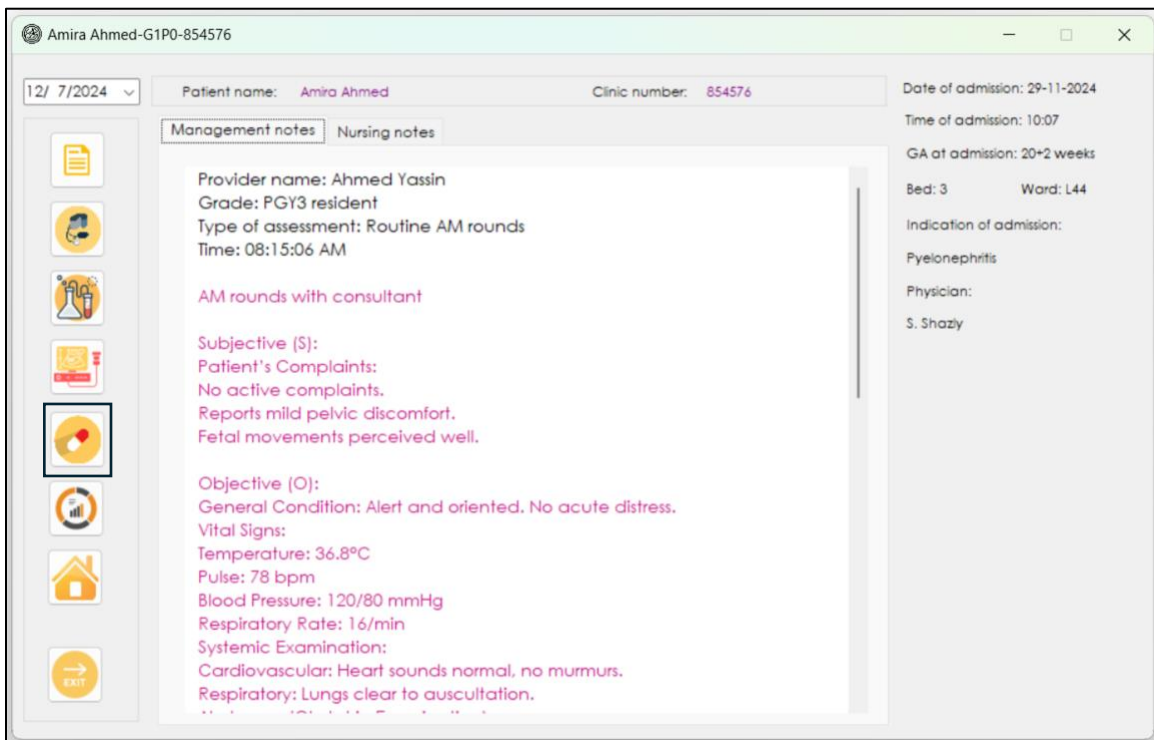 Amira Ahmed-G1P0-854576
12/ 7/2024
Patient name: Amira Ahmed
Clinic number: 854576
Management notes
Nursing notes
Provider name: Ahmed Yassin
Grade: PGY3 resident
Type of assessment: Routine AM rounds
Time: 08:15:06 AM
AM rounds with consultant
Subjective (S):
Patient's Complaints:
No active complaints.
Reports mild pelvic discomfort.
Fetal movements perceived well.
Objective (O):
General Condition: Alert and oriented. No acute distress.
Vital Signs:
Temperature: 36.8°C
Pulse: 78 bpm
Blood Pressure: 120/80 mmHg
Respiratory Rate: 16/min
Systemic Examination:
Cardiovascular: Heart sounds normal, no murmurs.
Respiratory: Lungs clear to auscultation.
EXIT
Date of admission: 29-11-2024
Time of admission: 10:07
GA at admission: 20+2 weeks
Bed: 3 Ward: L44
Indication of admission:
Pyelonephritis
Physician:
S. Shazly